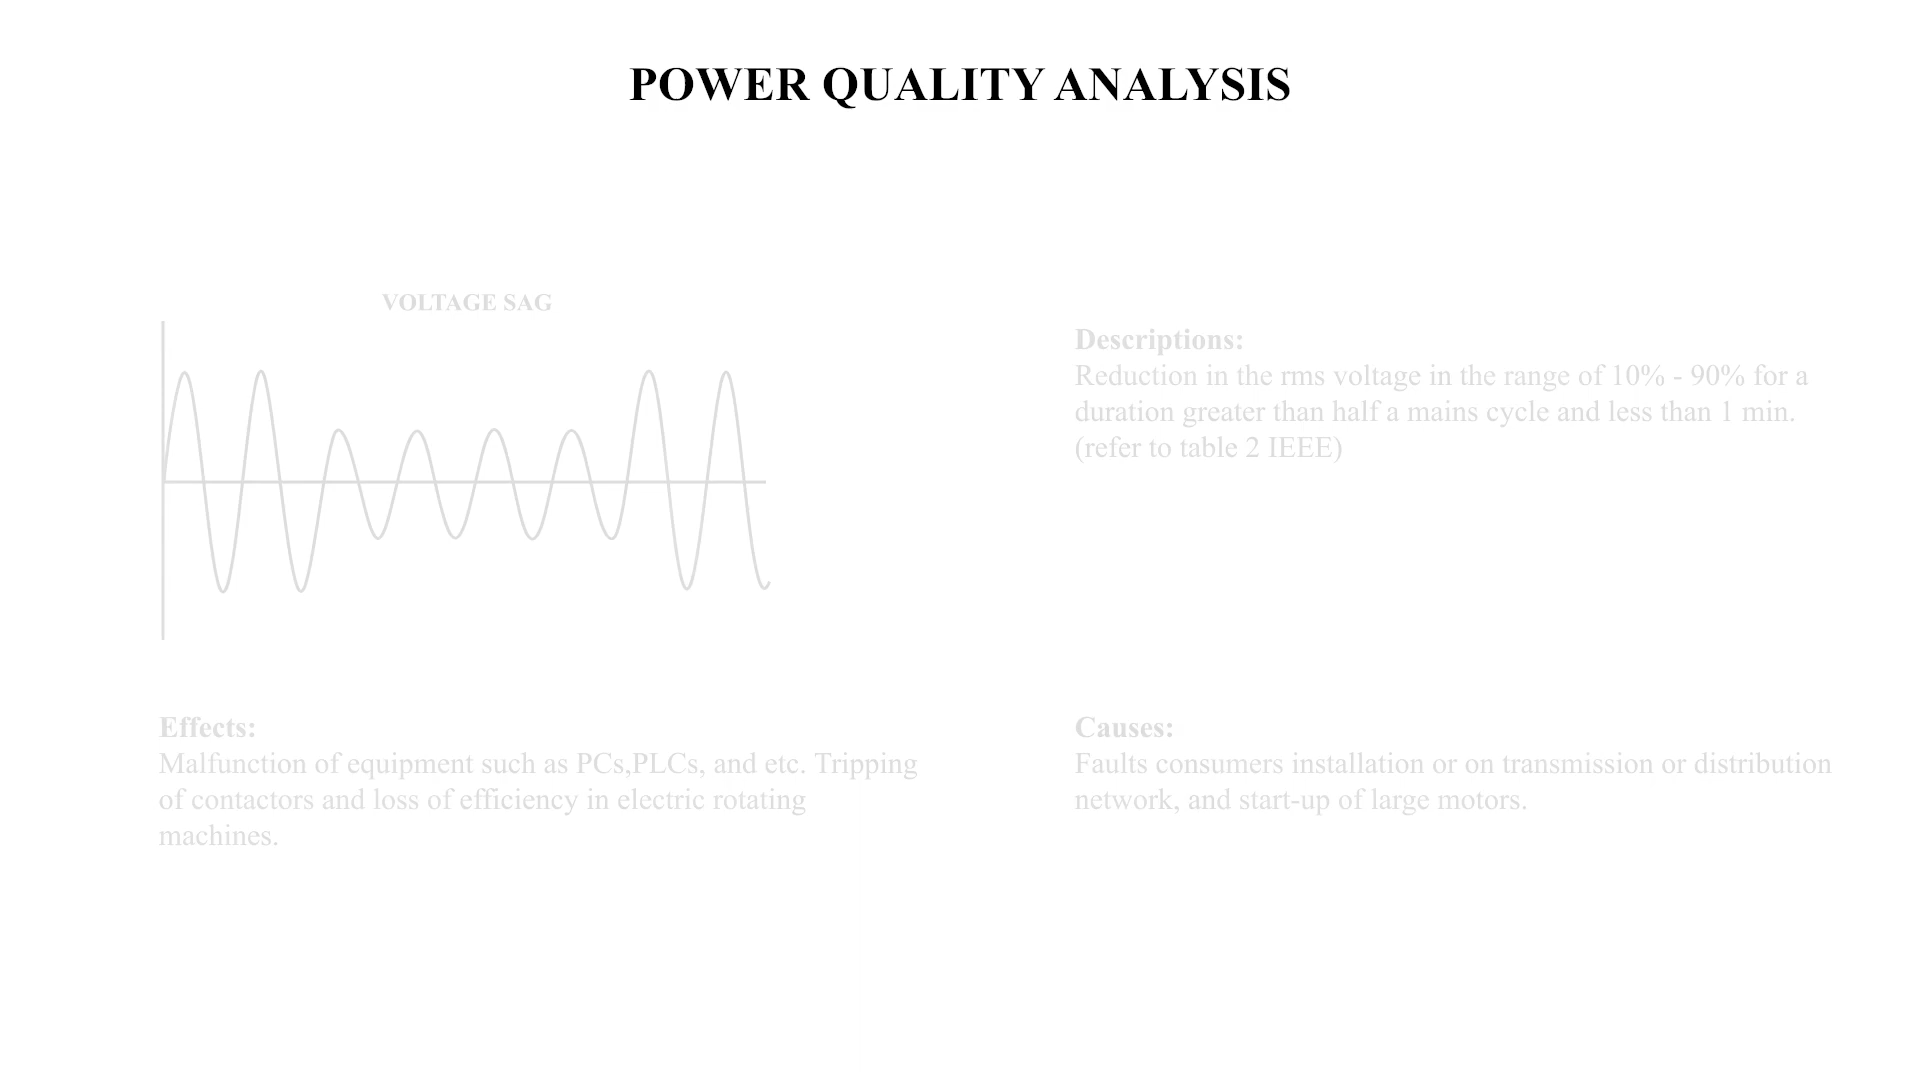 POWER QUALITY ANALYSIS
VOLTAGE SAG
Descriptions:
Reduction in the rms voltage in the range of 10% - 90% for a
duration greater than half a mains cycle and less than 1 min.
(refer to table 2 IEEE)
Effects:
Malfunction of equipment such as PCs,PLCs, and etc. Tripping
of contactors and loss of efficiency in electric rotating
machines.
Causes:
Faults consumers installation or on transmission or distribution
network, and start-up of large motors.